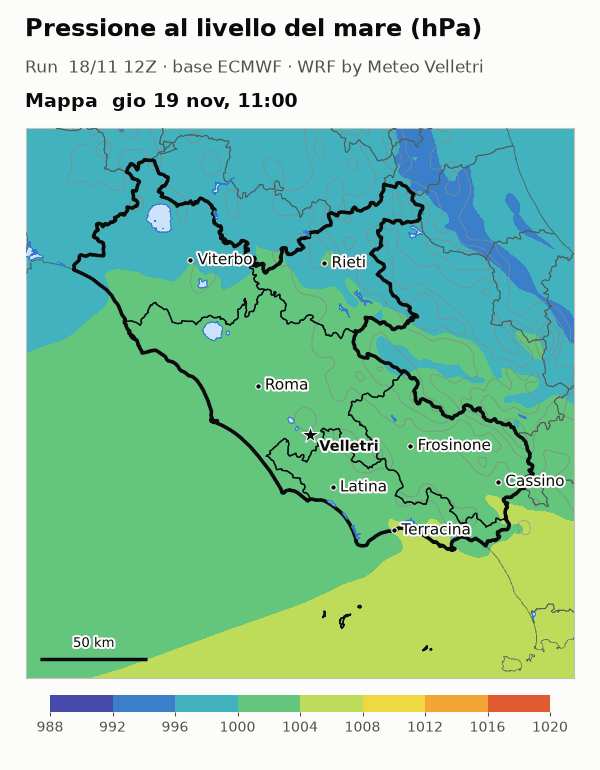 Pressione al livello del mare (hPa)
Run  18/11 12Z · base ECMWF · WRF by Meteo Velletri
Mappa  gio 19 nov, 11:00
Viterbo
Rieti
Roma
Velletri
Frosinone
Cassino
Latina
Terracina
50 km
988 992 996 1000 1004 1008 1012 1016 1020